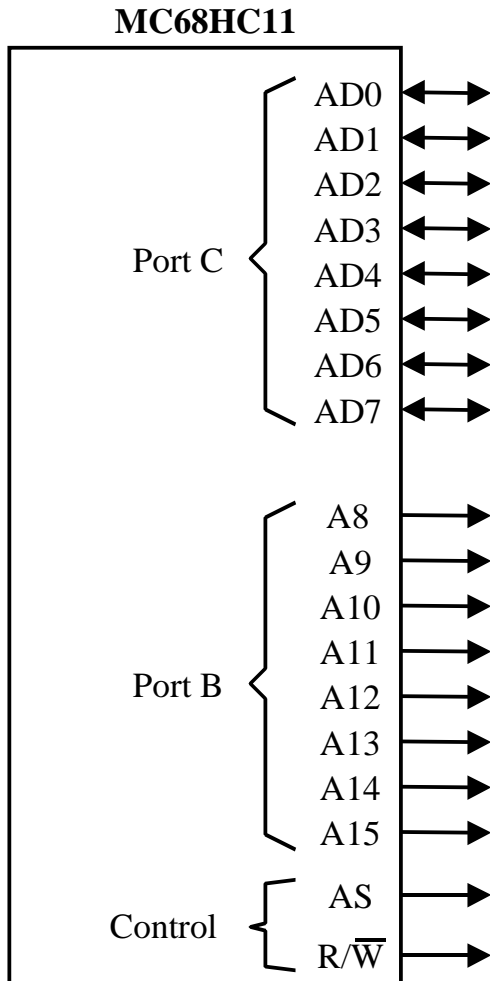 MC68HC11
AD0
AD1
AD2
AD3
Port C
AD4
AD5
AD6
AD7
A8
A9
A10
A11
Port B
A12
A13
A14
A15
AS
Control
R/W̅